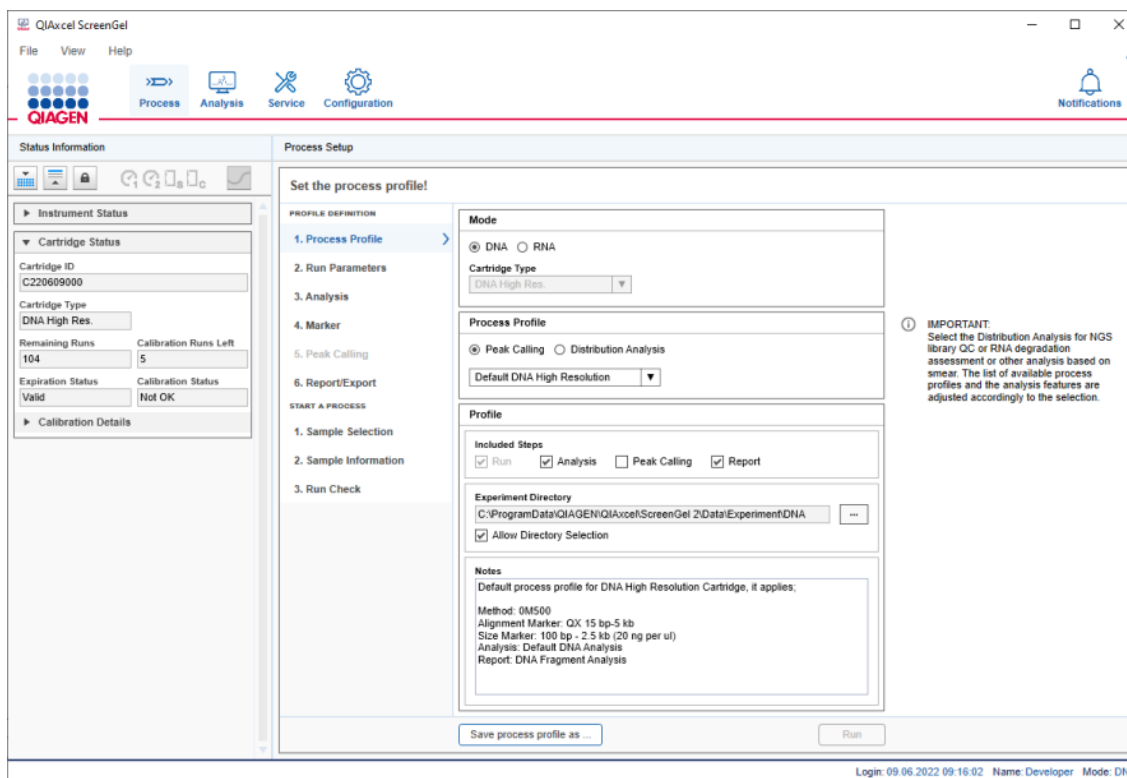 QIAxcel ScreenGel
File View Help
Process Analysis Service Configuration Notifications
QIAGEN
Status Information
Process Setup
Set the process profile!
Instrument Status
Cartridge Status
Cartridge ID
C220609000
Cartridge Type
DNA High Res.
Remaining Runs Calibration Runs Left
104 5
Expiration Status Calibration Status
Valid Not OK
Calibration Details
PROFILE DEFINITION
1. Process Profile
2. Run Parameters
3. Analysis
4. Marker
5. Peak Calling
6. Report/Export
START A PROCESS
1. Sample Selection
2. Sample Information
3. Run Check
Mode
DNA RNA
Cartridge Type
DNA High Res.
Process Profile
Peak Calling Distribution Analysis
Default DNA High Resolution
Profile
Included Steps
Run Analysis Peak Calling Report
Experiment Directory
C:\ProgramData\QIAGEN\QIAxcel\ScreenGel 2\Data\Experiment\DNA ...
Allow Directory Selection
Notes
Default process profile for DNA High Resolution Cartridge, it applies;
Method: 0M500
Alignment Marker: QX 15 bp-5 kb
Size Marker: 100 bp - 2.5 kb (20 ng per ul)
Analysis: Default DNA Analysis
Report: DNA Fragment Analysis
IMPORTANT:
Select the Distribution Analysis for NGS
library QC or RNA degradation
assessment or other analysis based on
smear. The list of available process
profiles and the analysis features are
adjusted accordingly to the selection.
Save process profile as ... Run
Login: 09.06.2022 09:16:02 Name: Developer Mode: DN